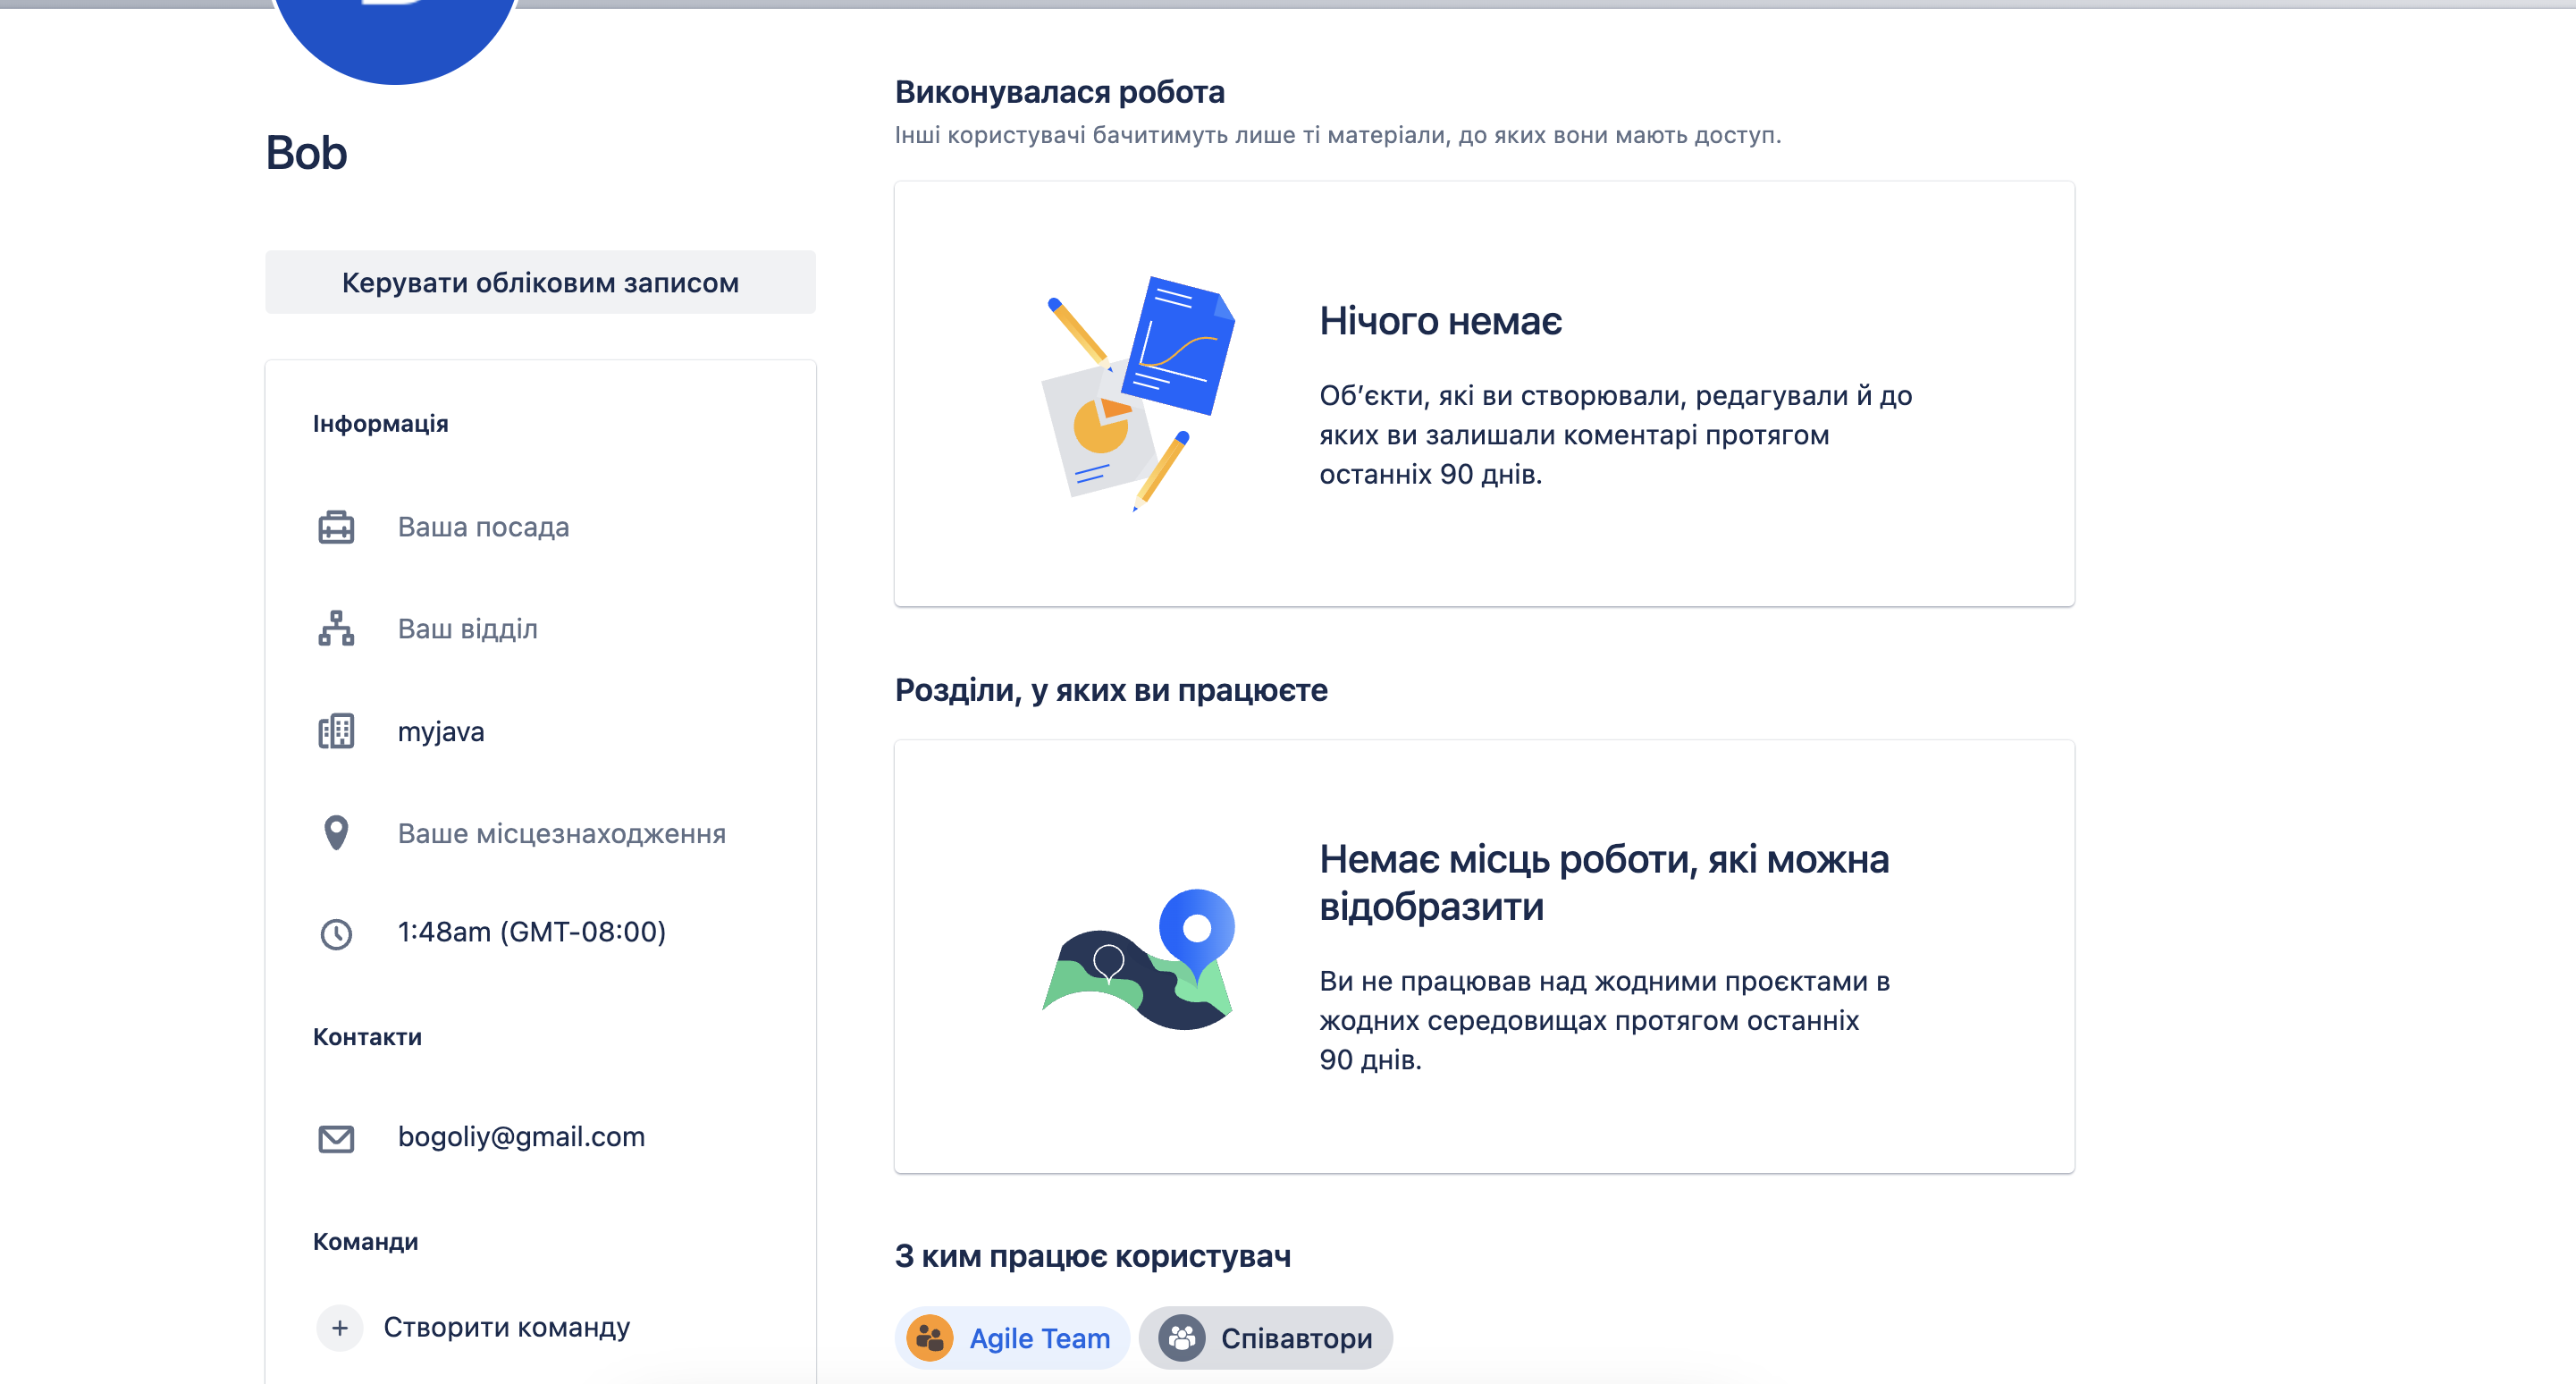 Bob
Керувати обліковим записом
Інформація
Ваша посада
Ваш відділ
myjava
Ваше місцезнаходження
1:48am (GMT-08:00)
Контакти
bogoliy@gmail.com
Команди
+ Створити команду
Виконувалася робота
Інші користувачі бачитимуть лише ті матеріали, до яких вони мають доступ.
Нічого немає
Об’єкти, які ви створювали, редагували й до
яких ви залишали коментарі протягом
останніх 90 днів.
Розділи, у яких ви працюєте
Немає місць роботи, які можна
відобразити
Ви не працював над жодними проєктами в
жодних середовищах протягом останніх
90 днів.
З ким працює користувач
Agile Team
Співавтори